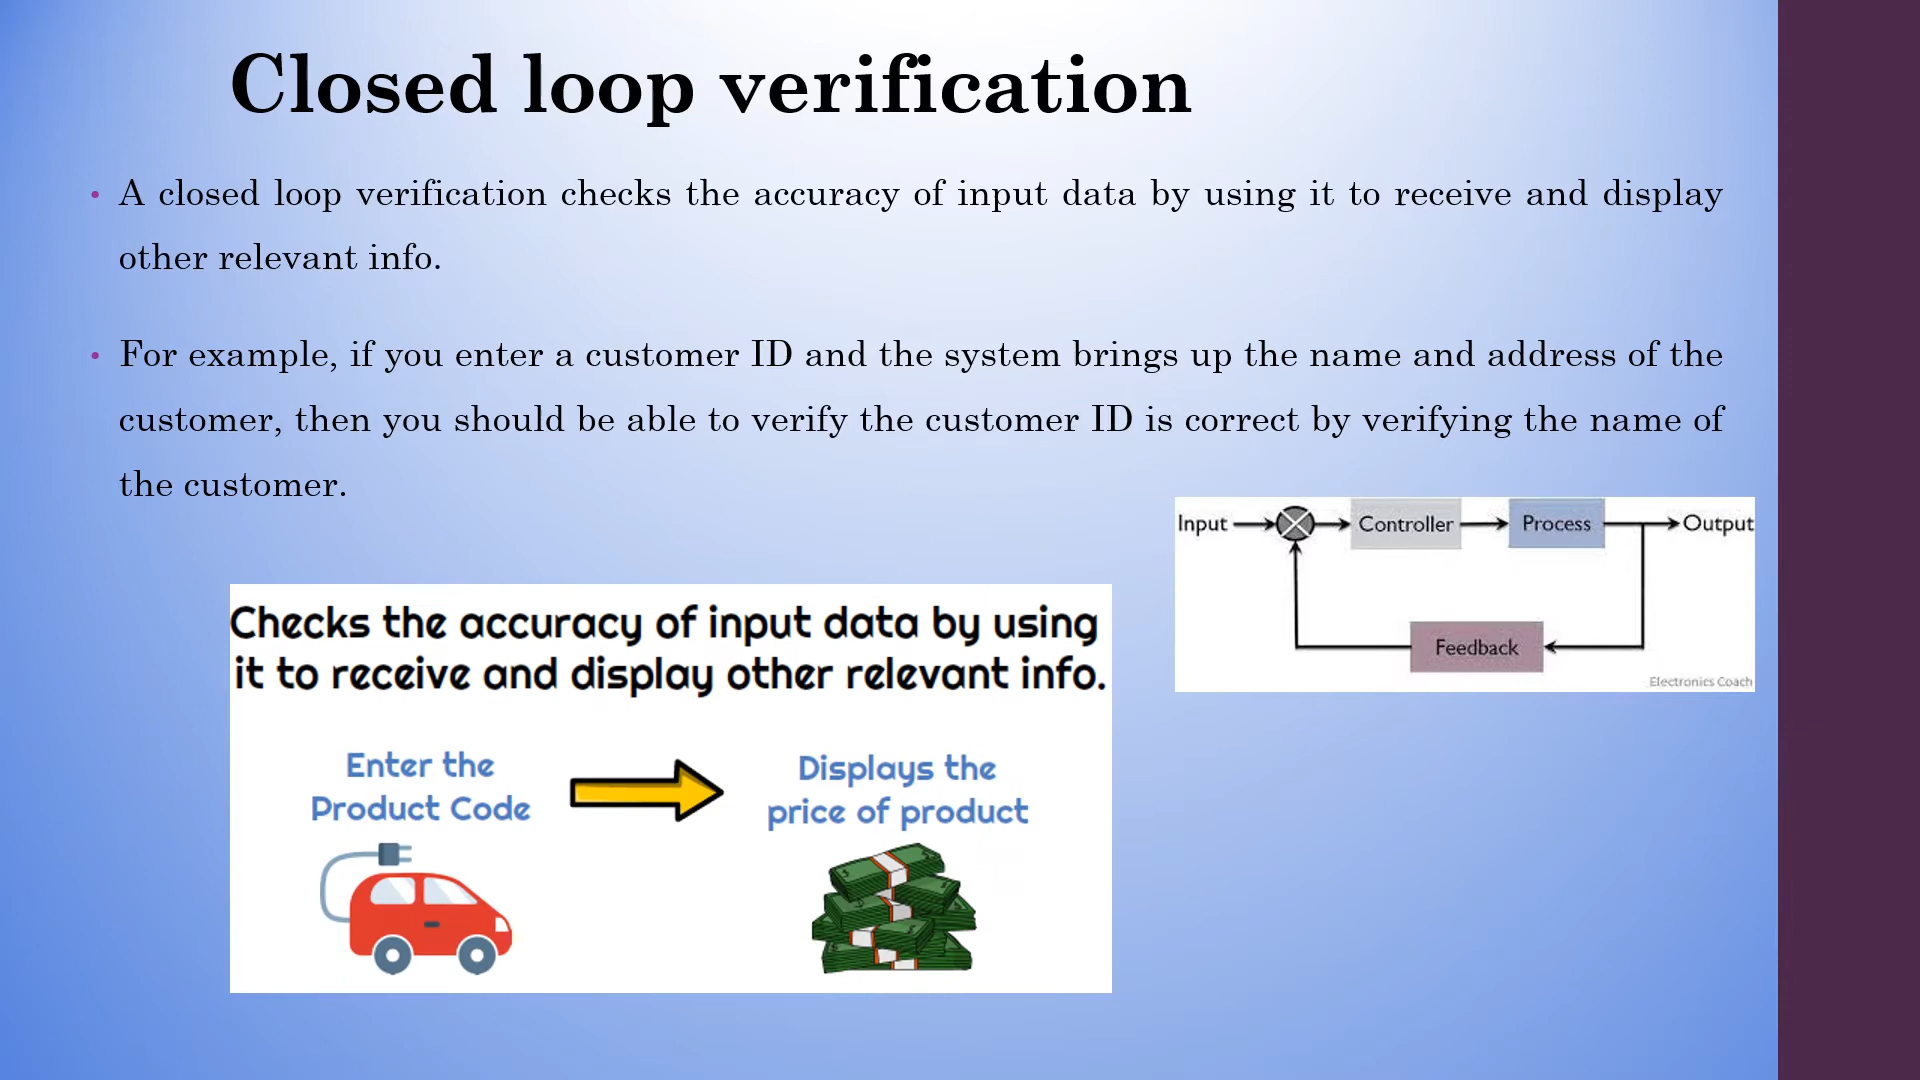 Closed loop verification
• A closed loop verification checks the accuracy of input data by using it to receive and display
other relevant info.
• For example, if you enter a customer ID and the system brings up the name and address of the
customer, then you should be able to verify the customer ID is correct by verifying the name of
the customer.
Input Controller Process Output
Feedback
Electronics Coach
Checks the accuracy of input data by using
it to receive and display other relevant info.
Enter the
Product Code
Displays the
price of product